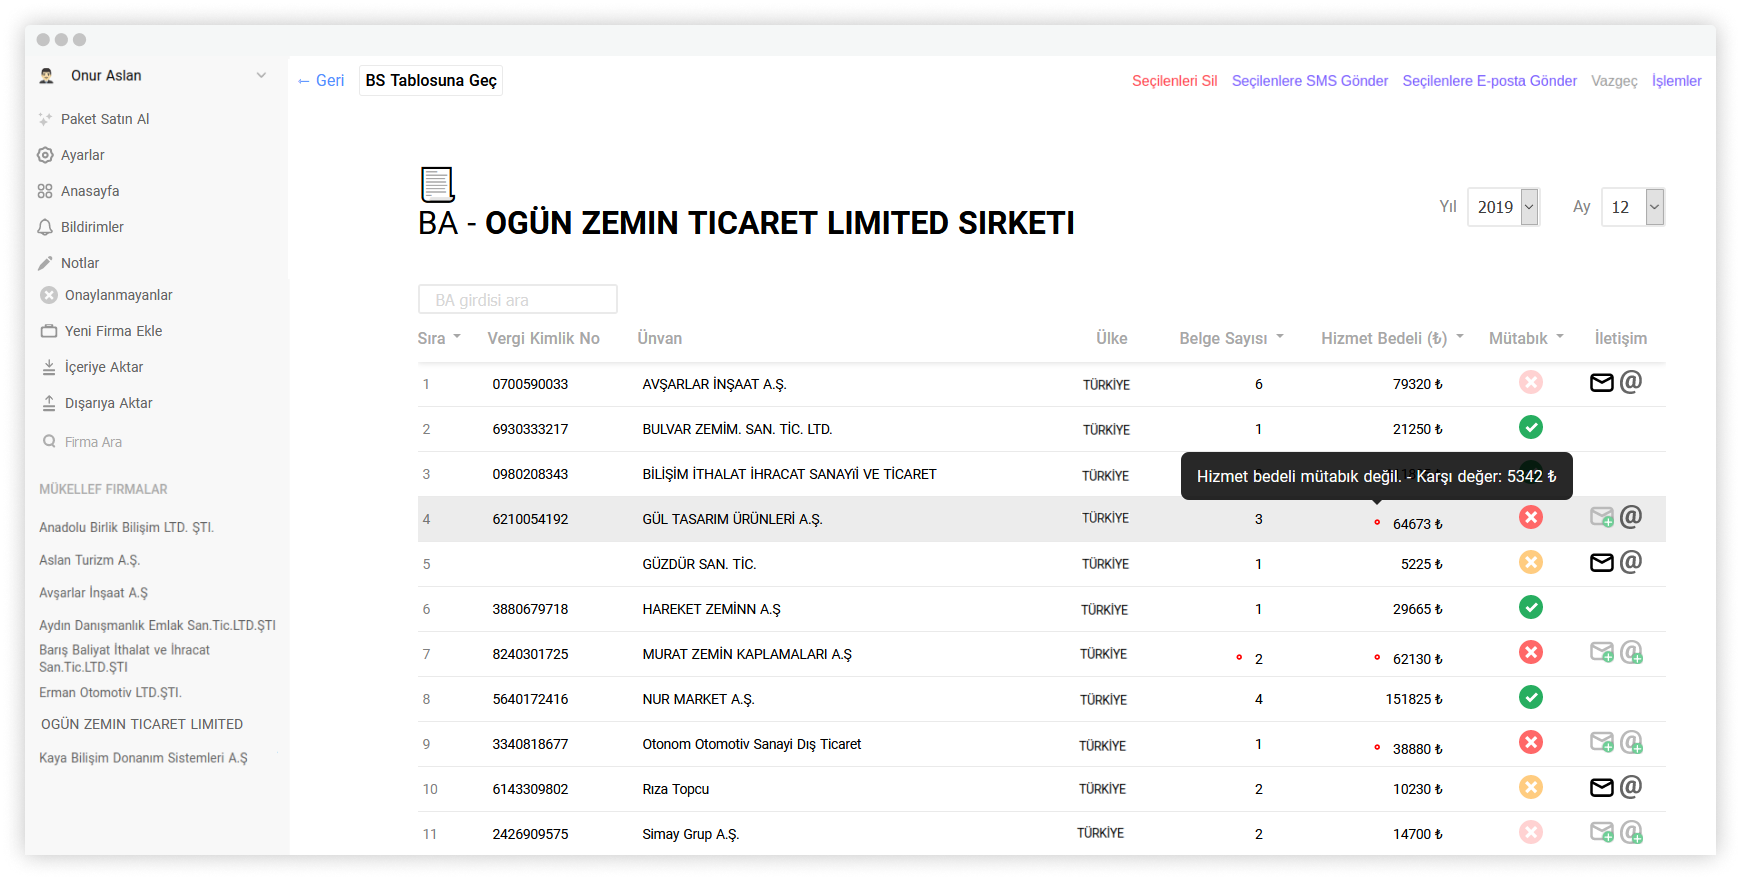 Onur Aslan
Paket Satın Al
Ayarlar
Anasayfa
Bildirimler
Notlar
Onaylanmayanlar
Yeni Firma Ekle
İçeriye Aktar
Dışarıya Aktar
Firma Ara
MÜKELLEF FIRMALAR
Anadolu Birlik Bilişim LTD. ŞTI.
Aslan Turizm A.Ş.
Avşarlar İnşaat A.Ş
Aydın Danışmanlık Emlak San.Tic.LTD.ŞTI
Barış Baliyat İthalat ve İhracat
San.Tic.LTD.ŞTI
Erman Otomotiv LTD.ŞTI.
OGÜN ZEMIN TICARET LIMITED
Kaya Bilişim Donanım Sistemleri A.Ş
← Geri BS Tablosuna Geç Seçilenleri Sil Seçilenlere SMS Gönder Seçilenlere E-posta Gönder Vazgeç İşlemler
BA - OGÜN ZEMIN TICARET LIMITED SIRKETI
Yıl 2019 Ay 12
BA girdisi ara
Sıra Vergi Kimlik No Ünvan Ülke Belge Sayısı Hizmet Bedeli (₺) Mütabık İletişim
1 0700590033 AVŞARLAR İNŞAAT A.Ş. TÜRKİYE 6 79320 ₺ @
2 6930333217 BULVAR ZEMİM. SAN. TİC. LTD. TÜRKİYE 1 21250 ₺
3 0980208343 BİLİŞİM İTHALAT İHRACAT SANAYİİ VE TİCARET TÜRKİYE
Hizmet bedeli mütabık değil. - Karşı değer: 5342 ₺
4 6210054192 GÜL TASARIM ÜRÜNLERİ A.Ş. TÜRKİYE 3 64673 ₺ @
5 GÜZDÜR SAN. TİC. TÜRKİYE 1 5225 ₺ @
6 3880679718 HAREKET ZEMİNN A.Ş TÜRKİYE 1 29665 ₺
7 8240301725 MURAT ZEMİN KAPLAMALARI A.Ş TÜRKİYE 2 62130 ₺ @
8 5640172416 NUR MARKET A.Ş. TÜRKİYE 4 151825 ₺
9 3340818677 Otonom Otomotiv Sanayi Dış Ticaret TÜRKİYE 1 38880 ₺ @
10 6143309802 Rıza Topcu TÜRKİYE 2 10230 ₺ @
11 2426909575 Simay Grup A.Ş. TÜRKİYE 2 14700 ₺ @